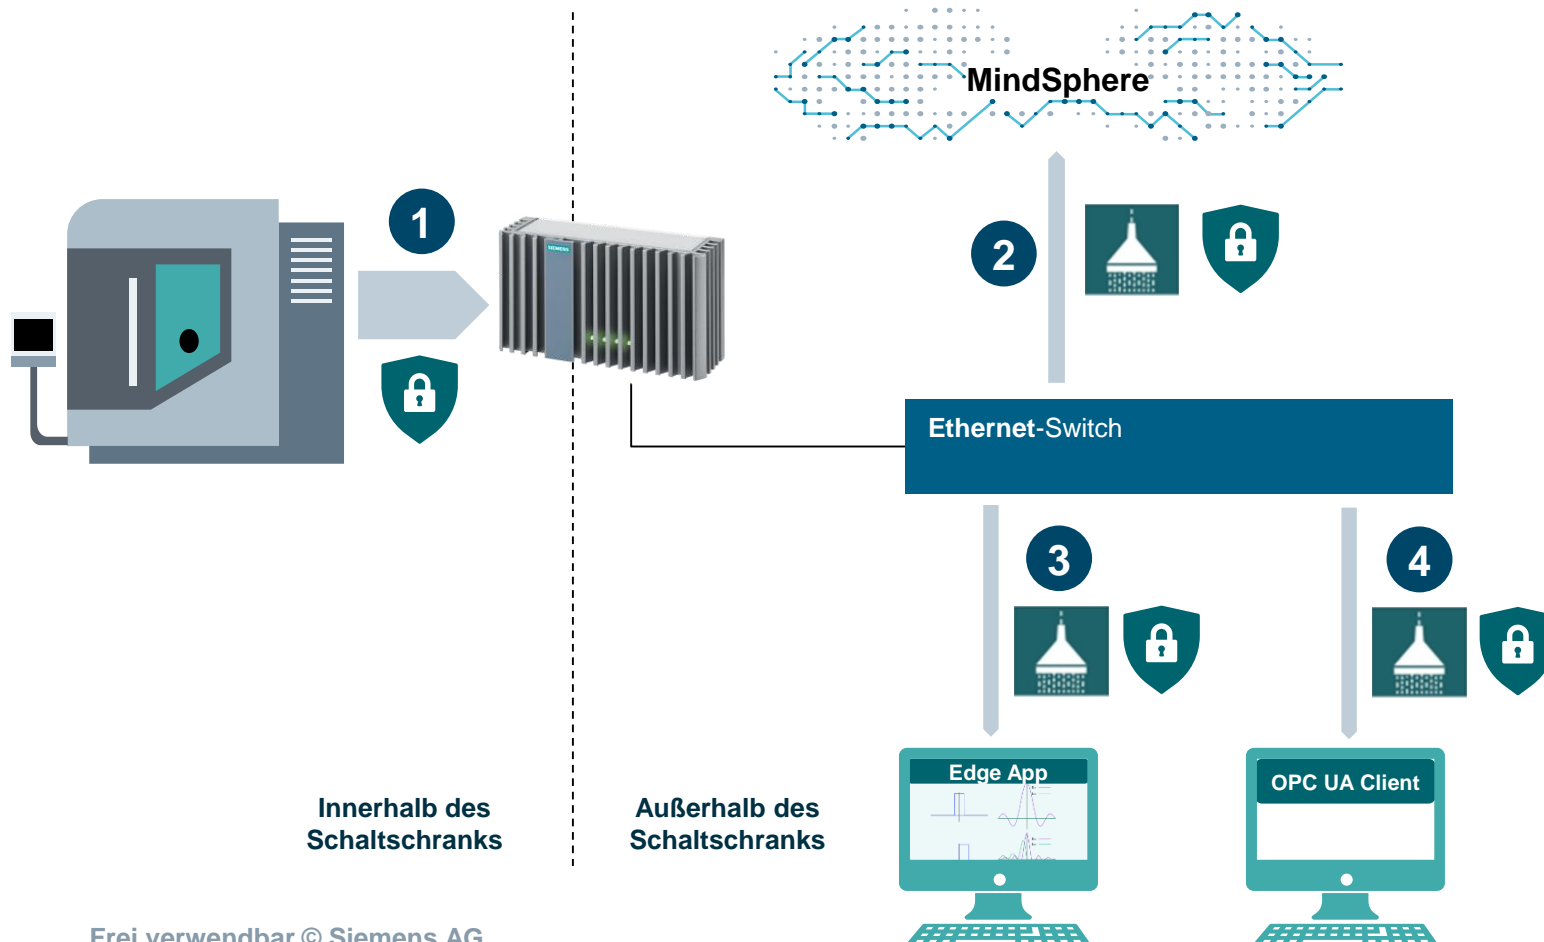 MindSphere
1
SIEMENS
2
Ethernet-Switch
3
4
Edge App
OPC UA Client
Innerhalb des
Schaltschranks
Außerhalb des
Schaltschranks
Frei verwendbar © Siemens AG